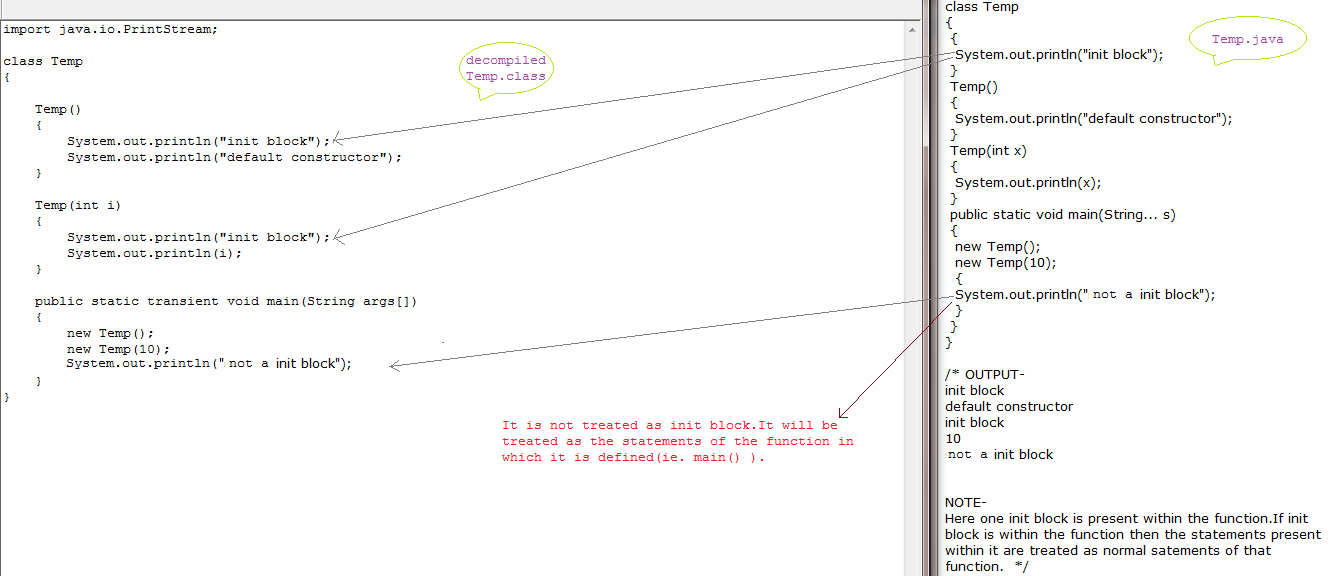 import java.io.PrintStream;
class Temp
{
Temp()
{
System.out.println("init block");
System.out.println("default constructor");
}
Temp(int i)
{
System.out.println("init block");
System.out.println(i);
}
public static transient void main(String args[])
{
new Temp();
new Temp(10);
System.out.println(" not a init block");
}
}
decompiled
Temp.class
It is not treated as init block.It will be
treated as the statements of the function in
which it is defined(ie. main() ).
class Temp
{
{
System.out.println("init block");
}
Temp()
{
System.out.println("default constructor");
}
Temp(int x)
{
System.out.println(x);
}
public static void main(String... s)
{
new Temp();
new Temp(10);
{
System.out.println(" not a init block");
}
}
}
/* OUTPUT-
init block
default constructor
init block
10
not a init block
NOTE-
Here one init block is present within the function.If init
block is within the function then the statements present
within it are treated as normal satements of that
function.  */
Temp.java